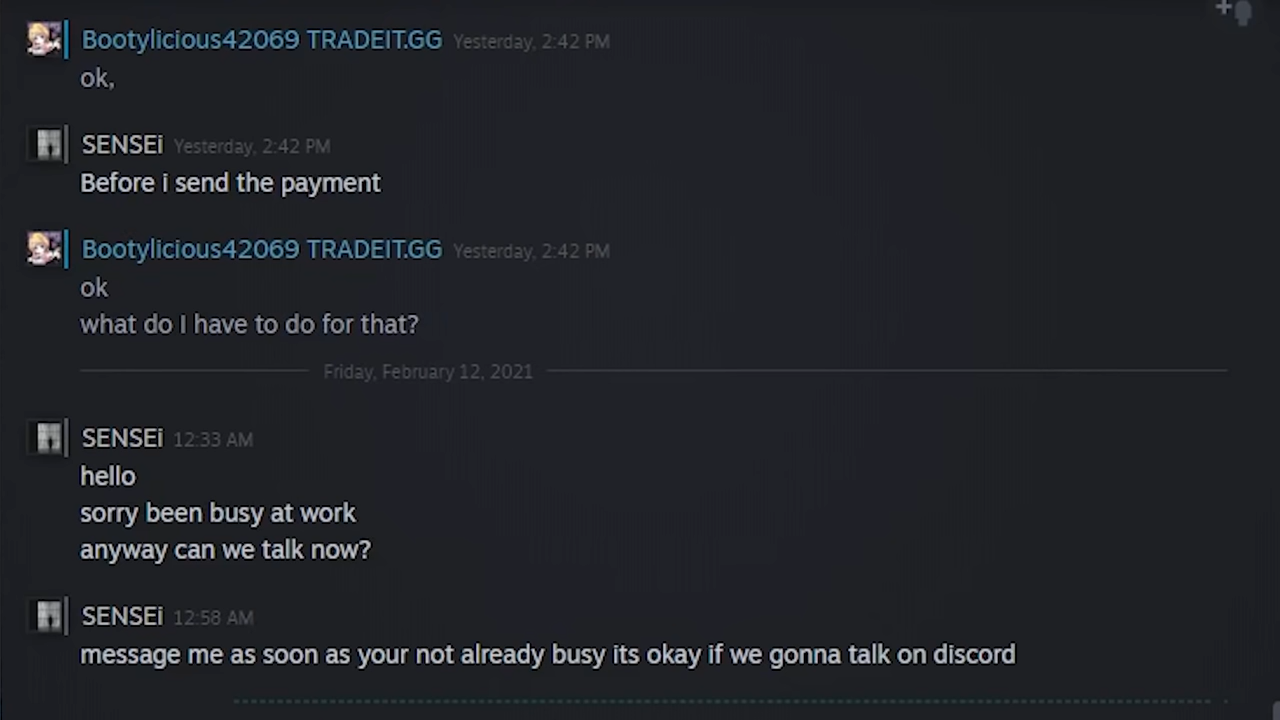 Bootylicious42069 TRADEIT.GG Yesterday, 2:42 PM
ok,
SENSEi Yesterday, 2:42 PM
Before i send the payment
Bootylicious42069 TRADEIT.GG Yesterday, 2:42 PM
ok
what do I have to do for that?
Friday, February 12, 2021
SENSEi 12:33 AM
hello
sorry been busy at work
anyway can we talk now?
SENSEi 12:58 AM
message me as soon as your not already busy its okay if we gonna talk on discord